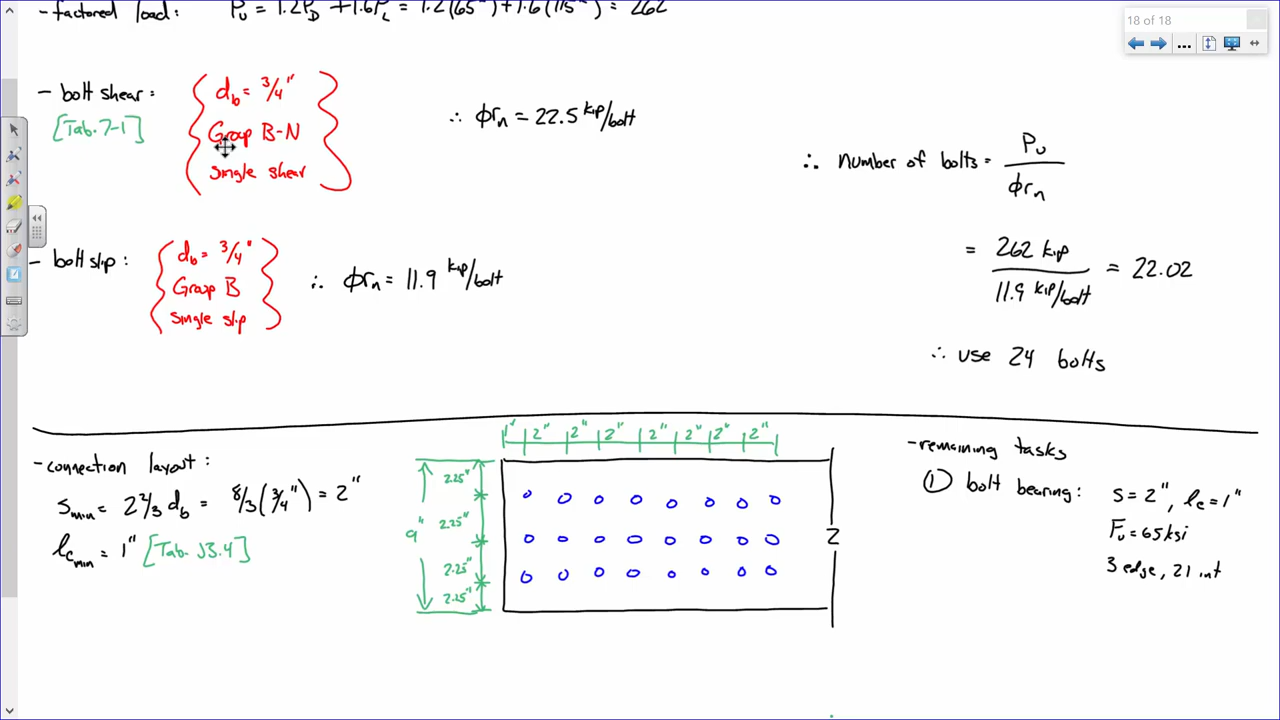 - factored load: Pu = 1.2PD + 1.6PL = 1.2(65k) + 1.6(115k) = 262
18 of 18
- bolt shear: { db = 3/4" }
[Tab. 7-1] Group B-N
single shear
∴ ϕrn = 22.5 kip/bolt
- bolt slip: { db = 3/4" }
Group B
single slip
∴ ϕrn = 11.9 kip/bolt
∴ number of bolts = Pu / ϕrn
= 262 kip / 11.9 kip/bolt = 22.02
∴ use 24 bolts
- connection layout:
smin = 2 2/3 db = 8/3(3/4") = 2"
lcmin = 1" [Tab. J3.4]
1" 2" 2" 2" 2" 2" 2" 2"
9"
2.25"
2.25"
2.25"
2.25"
- remaining tasks
① bolt bearing: s = 2", lc = 1"
Fu = 65 ksi
3 edge, 21 int